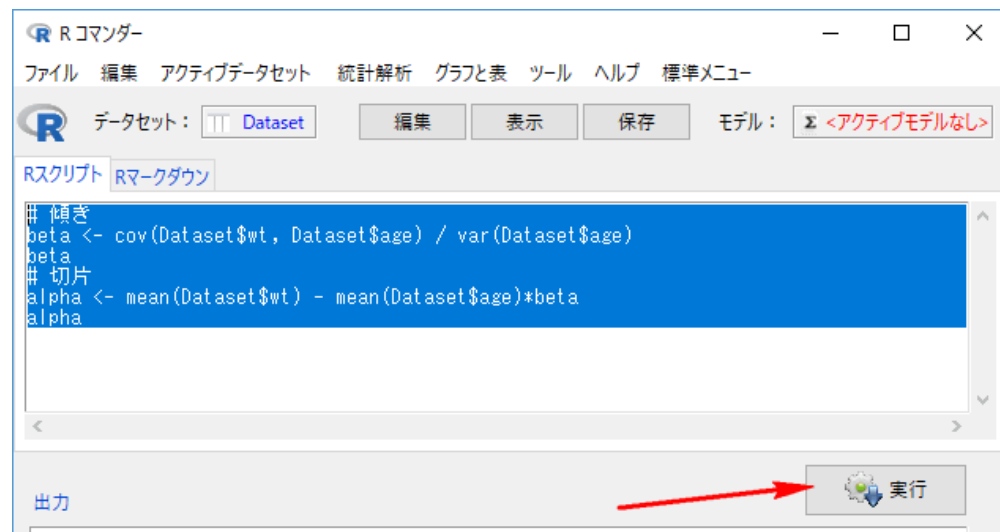 R コマンダー
ファイル 編集 アクティブデータセット 統計解析 グラフと表 ツール ヘルプ 標準メニュー
R データセット： Dataset 編集 表示 保存 モデル： Σ <アクティブモデルなし>
Rスクリプト Rマークダウン
# 傾き
beta <- cov(Dataset$wt, Dataset$age) / var(Dataset$age)
beta
# 切片
alpha <- mean(Dataset$wt) - mean(Dataset$age)*beta
alpha
実行
出力